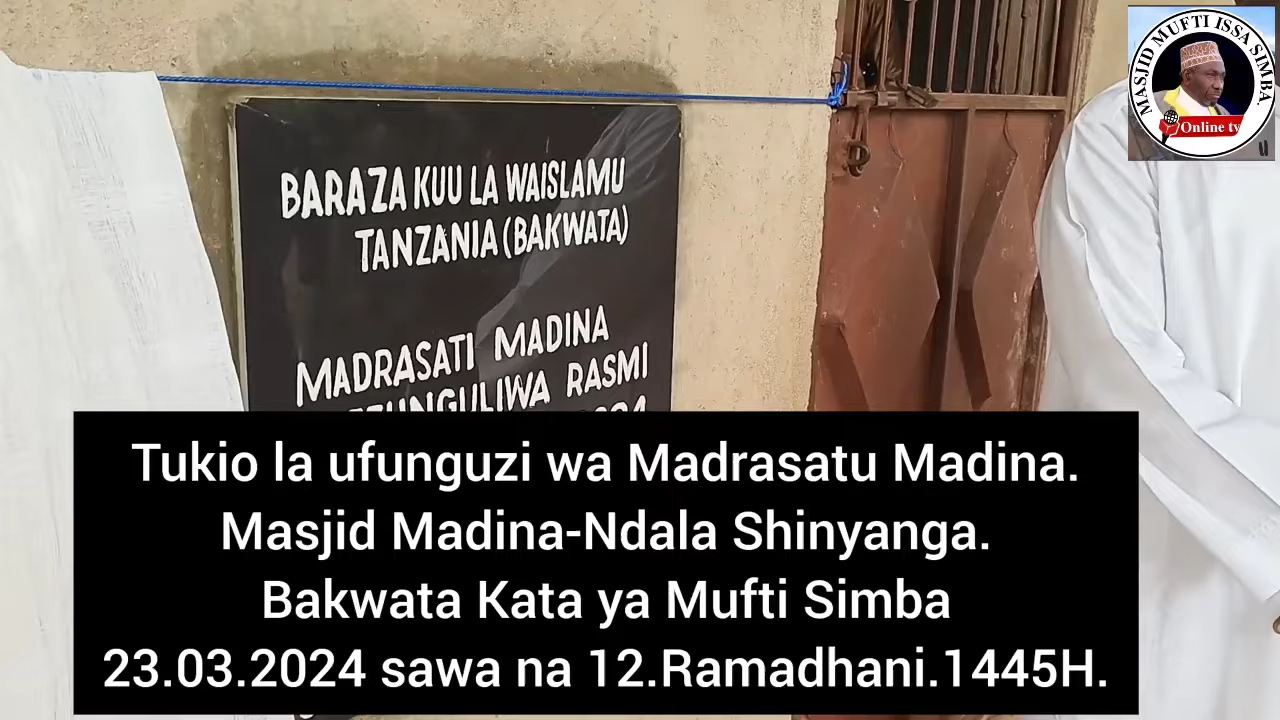 MASJID MUFTI ISSA SIMBA.
Online tv
BARAZA KUU LA WAISLAMU
TANZANIA (BAKWATA)
MADRASATI MADINA
RASMI
Tukio la ufunguzi wa Madrasatu Madina.
Masjid Madina-Ndala Shinyanga.
Bakwata Kata ya Mufti Simba
23.03.2024 sawa na 12.Ramadhani.1445H.